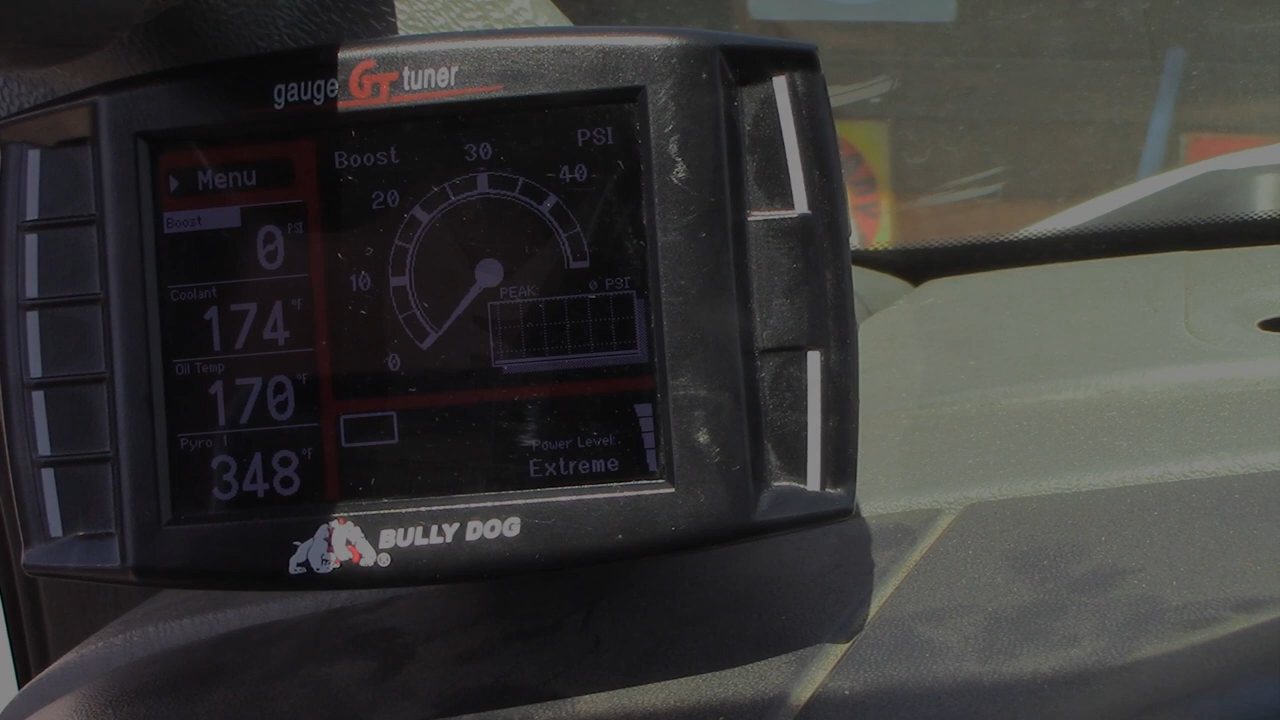 gauge GT tuner
Menu
Boost
0 PSI
Coolant
174 °F
Oil Temp
170 °F
Pyro 1
348 °F
Boost
PSI
0
10
20
30
40
PEAK: 0 PSI
Power Level:
Extreme
BULLY DOG ®